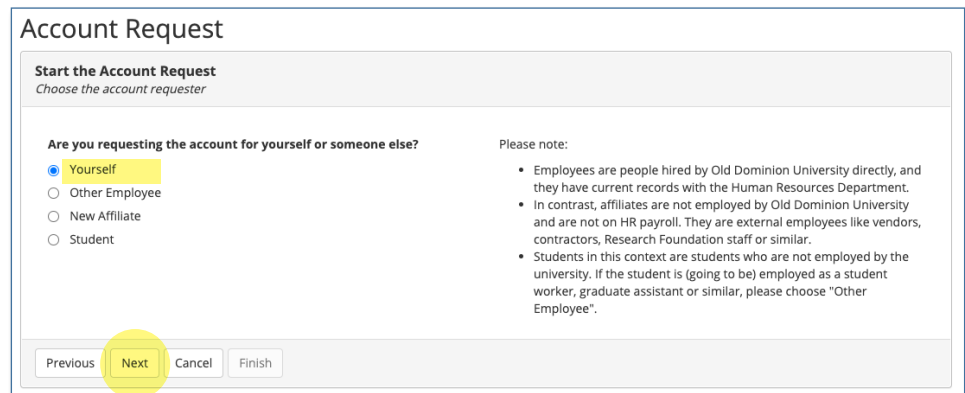 Account Request
Start the Account Request
Choose the account requester
Are you requesting the account for yourself or someone else?
Yourself
Other Employee
New Affiliate
Student
Please note:
• Employees are people hired by Old Dominion University directly, and
they have current records with the Human Resources Department.
• In contrast, affiliates are not employed by Old Dominion University
and are not on HR payroll. They are external employees like vendors,
contractors, Research Foundation staff or similar.
• Students in this context are students who are not employed by the
university. If the student is (going to be) employed as a student
worker, graduate assistant or similar, please choose "Other
Employee".
Previous Next Cancel Finish